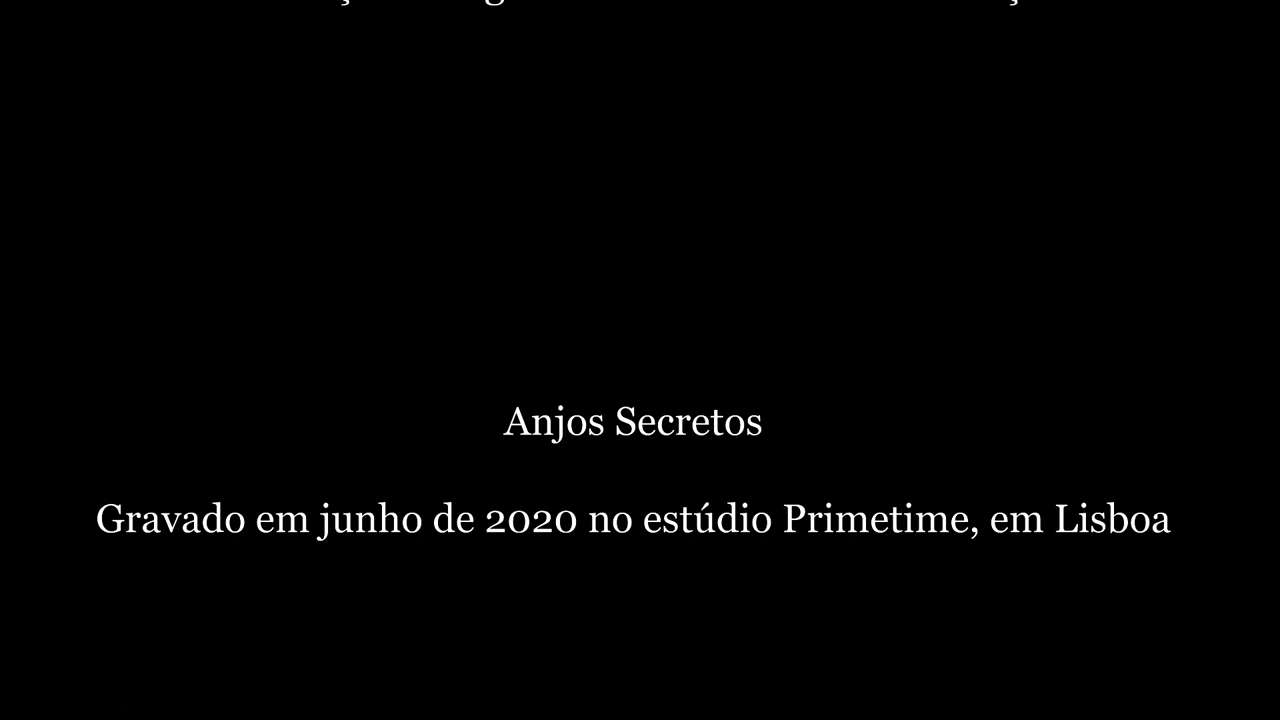 Anjos Secretos
Gravado em junho de 2020 no estúdio Primetime, em Lisboa